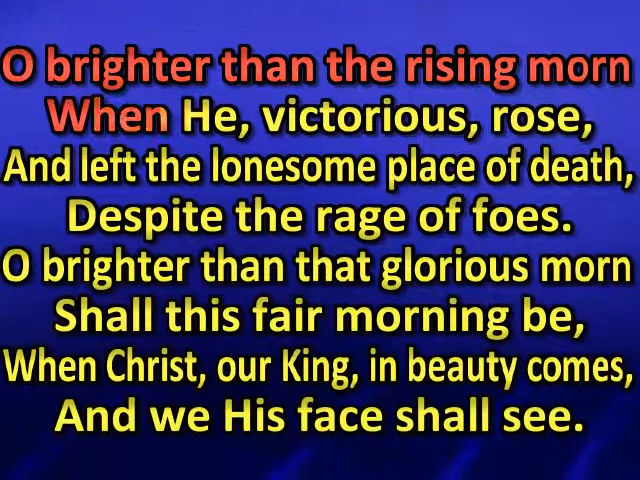 O brighter than the rising morn
When He, victorious, rose,
And left the lonesome place of death,
Despite the rage of foes.
O brighter than that glorious morn
Shall this fair morning be,
When Christ, our King, in beauty comes,
And we His face shall see.